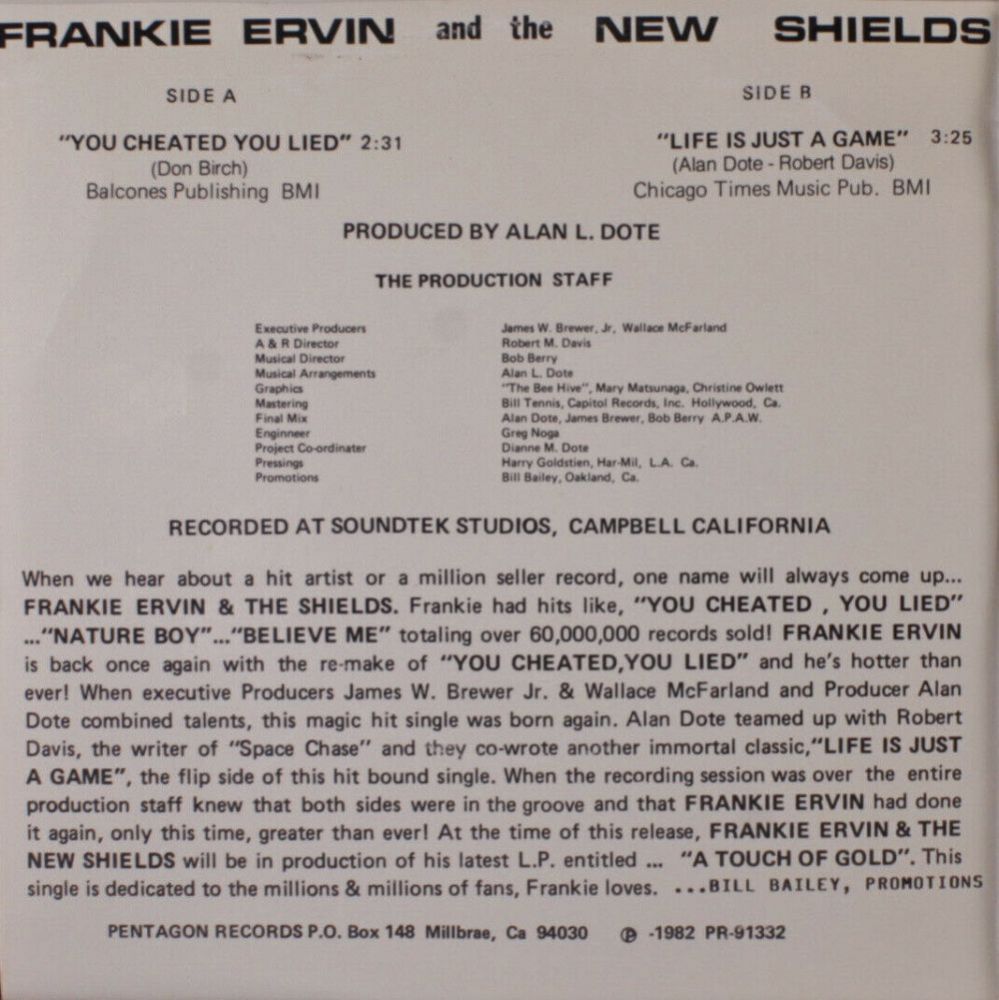 FRANKIE ERVIN and the NEW SHIELDS
SIDE A
"YOU CHEATED YOU LIED" 2:31
(Don Birch)
Balcones Publishing BMI
SIDE B
"LIFE IS JUST A GAME" 3:25
(Alan Dote - Robert Davis)
Chicago Times Music Pub. BMI
PRODUCED BY ALAN L. DOTE
THE PRODUCTION STAFF
Executive Producers James W. Brewer, Jr, Wallace McFarland
A & R Director Robert M. Davis
Musical Director Bob Berry
Musical Arrangements Alan L. Dote
Graphics "The Bee Hive", Mary Matsunaga, Christine Owlett
Mastering Bill Tennis, Capitol Records, Inc. Hollywood, Ca.
Final Mix Alan Dote, James Brewer, Bob Berry A.P.A.W.
Enginneer Greg Noga
Project Co-ordinater Dianne M. Dote
Pressings Harry Goldstien, Har-Mil, L.A. Ca.
Promotions Bill Bailey, Oakland, Ca.
RECORDED AT SOUNDTEK STUDIOS, CAMPBELL CALIFORNIA
When we hear about a hit artist or a million seller record, one name will always come up...
FRANKIE ERVIN & THE SHIELDS. Frankie had hits like, "YOU CHEATED , YOU LIED"
..."NATURE BOY"..."BELIEVE ME" totaling over 60,000,000 records sold! FRANKIE ERVIN
is back once again with the re-make of "YOU CHEATED,YOU LIED" and he's hotter than
ever! When executive Producers James W. Brewer Jr. & Wallace McFarland and Producer Alan
Dote combined talents, this magic hit single was born again. Alan Dote teamed up with Robert
Davis, the writer of "Space Chase" and they co-wrote another immortal classic,"LIFE IS JUST
A GAME", the flip side of this hit bound single. When the recording session was over the entire
production staff knew that both sides were in the groove and that FRANKIE ERVIN had done
it again, only this time, greater than ever! At the time of this release, FRANKIE ERVIN & THE
NEW SHIELDS will be in production of his latest L.P. entitled ... "A TOUCH OF GOLD". This
single is dedicated to the millions & millions of fans, Frankie loves. ...BILL BAILEY, PROMOTIONS
PENTAGON RECORDS P.O. Box 148 Millbrae, Ca 94030 ℗ -1982 PR-91332